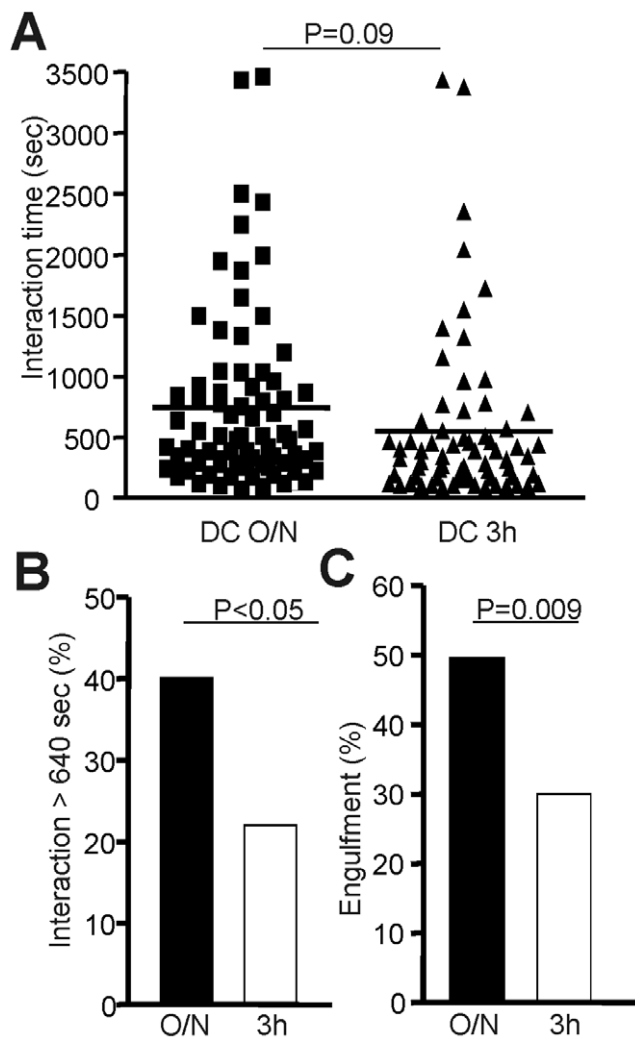 A
P=0.09
Interaction time (sec)
3500
3000
2500
2000
1500
1000
500
0
DC O/N
DC 3h
B
P<0.05
Interaction > 640 sec (%)
50
40
30
20
10
0
O/N
3h
C
P=0.009
Engulfment (%)
60
50
40
30
20
10
0
O/N
3h